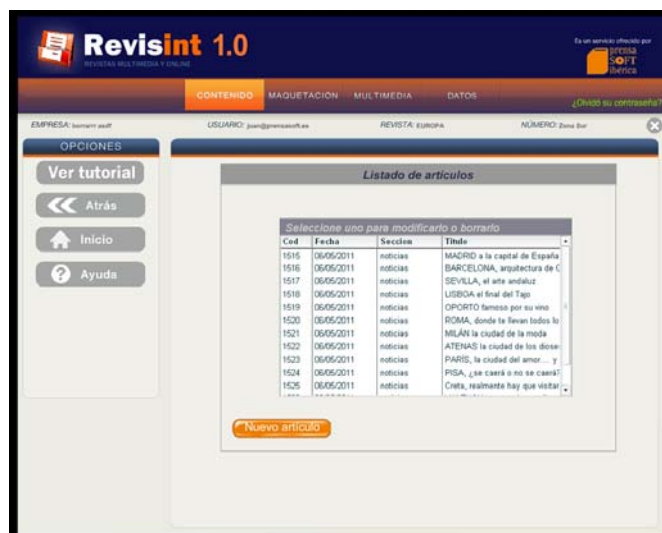 Revisint 1.0
REVISTAS MULTIMEDIA Y ONLINE
Es un servicio ofrecido por
prensa
SOFT
ibérica
CONTENIDO MAQUETACIÓN MULTIMEDIA DATOS
¿Olvidó su contraseña?
EMPRESA: USUARIO: juan@prensasoft.es REVISTA: EUROPA NÚMERO: Zona Sur
OPCIONES
Ver tutorial
Atrás
Inicio
Ayuda
Listado de artículos
Seleccione uno para modificarlo o borrarlo
Cod Fecha Seccion Titulo
1515 06/05/2011 noticias MADRID a la capital de España
1516 06/05/2011 noticias BARCELONA, arquitectura de G
1517 06/05/2011 noticias SEVILLA, el arte andaluz
1518 06/05/2011 noticias LISBOA el final del Tajo
1519 06/05/2011 noticias OPORTO famoso por su vino
1520 06/05/2011 noticias ROMA, donde te llevan todos lo
1521 06/05/2011 noticias MILÁN la ciudad de la moda
1522 06/05/2011 noticias ATENAS la ciudad de los diose
1523 06/05/2011 noticias PARÍS, la ciudad del amor... y
1524 06/05/2011 noticias PISA, ¿se caerá o no se caerá?
1525 06/05/2011 noticias Creta, realmente hay que visitar
Nuevo artículo